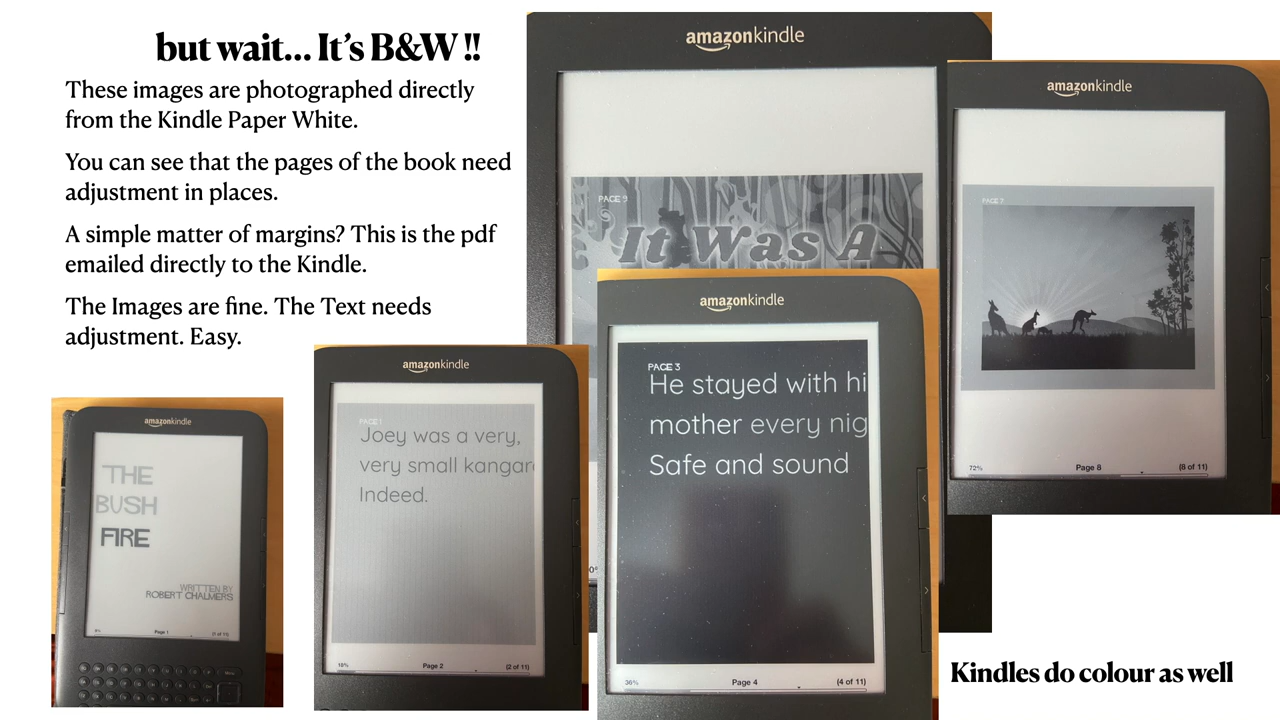 but wait... It's B&W !!
These images are photographed directly
from the Kindle Paper White.
You can see that the pages of the book need
adjustment in places.
A simple matter of margins? This is the pdf
emailed directly to the Kindle.
The Images are fine. The Text needs
adjustment. Easy.
amazonkindle
PAGE 9
It Was A
0°
amazonkindle
PAGE 7
72%
Page 8
(8 of 11)
amazonkindle
THE
BUSH
FIRE
WRITTEN BY
ROBERT CHALMERS
9%
Page 1
(1 of 11)
amazonkindle
PAGE 1
Joey was a very,
very small kangar
Indeed.
18%
Page 2
(2 of 11)
amazonkindle
PAGE 3
He stayed with hi
mother every nig
Safe and sound
36%
Page 4
(4 of 11)
Kindles do colour as well